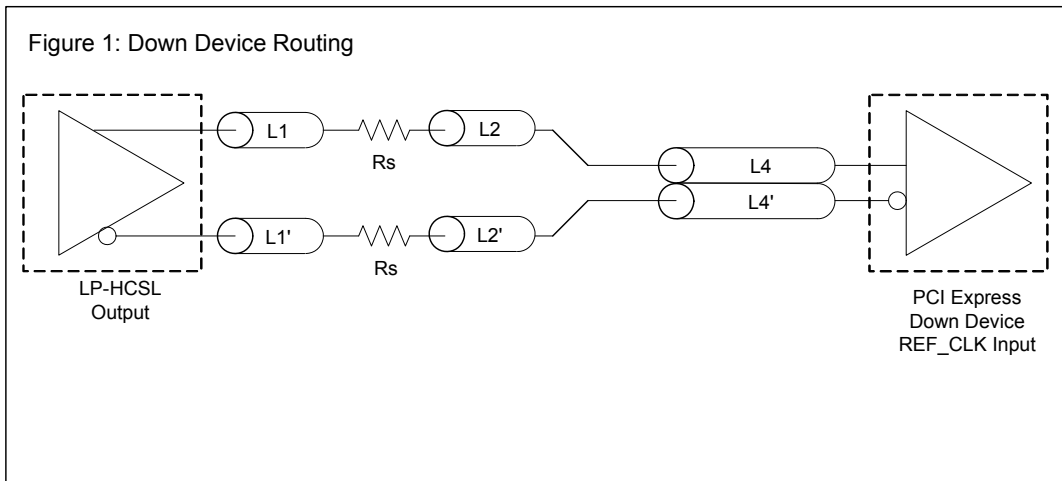 Figure 1: Down Device Routing
L1
Rs
L2
L4
L4'
L1'
Rs
L2'
LP-HCSL
Output
PCI Express
Down Device
REF_CLK Input